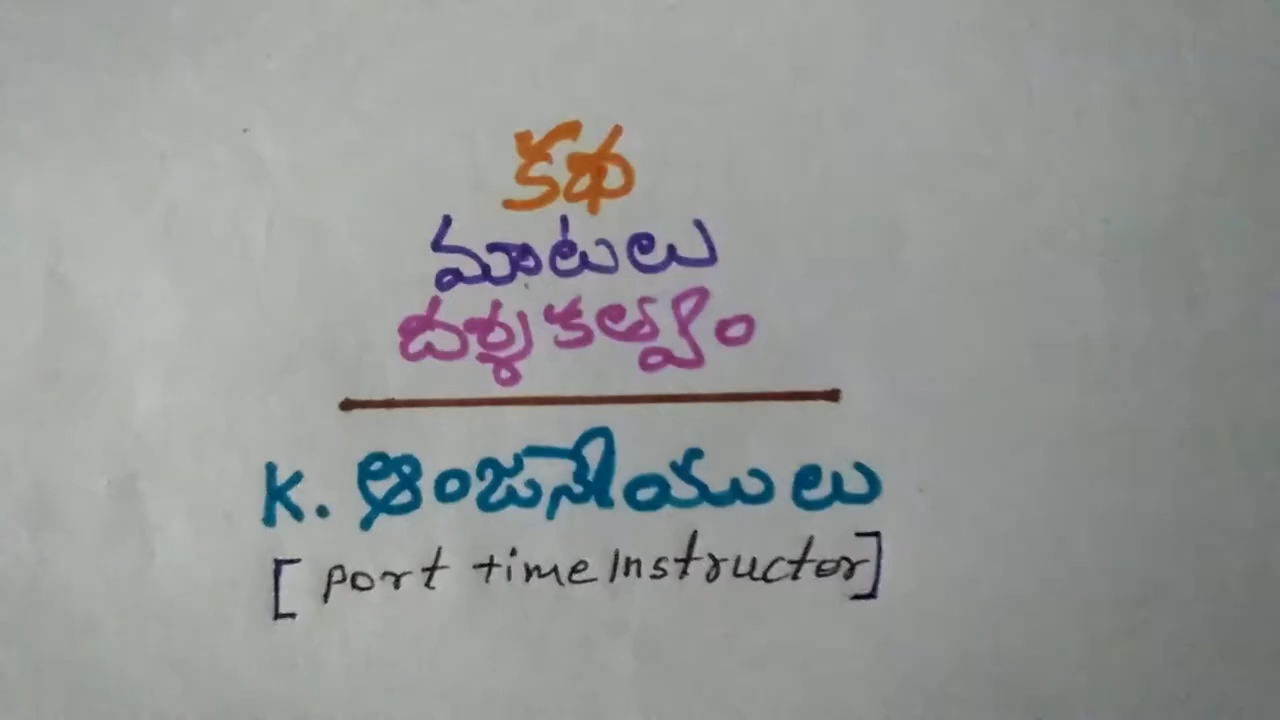 కథ
మాటలు
దర్శకత్వం
K. ఆంజనేయులు
[ port time Instructor]